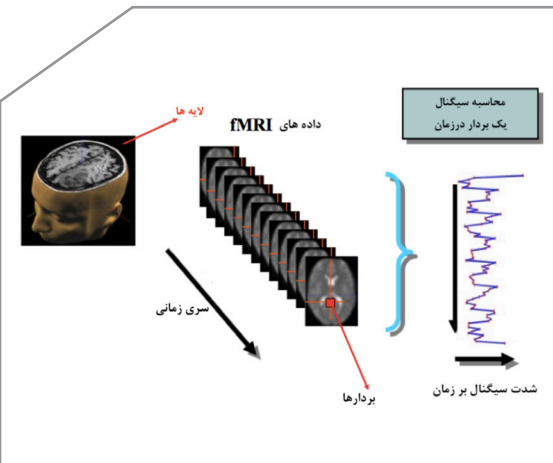 محاسبه سیگنال
یک بردار درزمان
لایه ها
داده های fMRI
سری زمانی
بردارها
شدت سیگنال بر زمان